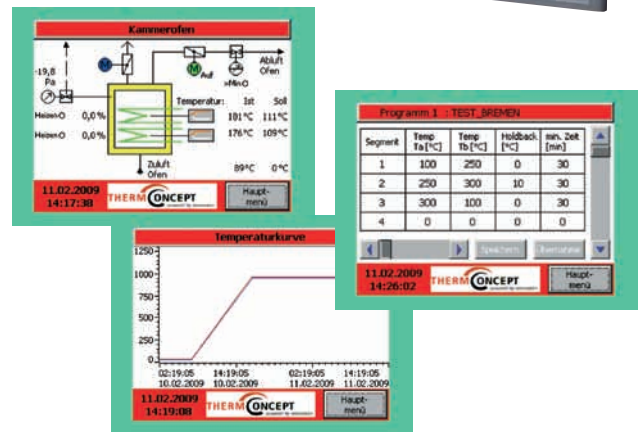 Kammerofen
-19,8
Pa
M
M
Auf
>Min
Abluft
Ofen
Temperatur: Ist Soll
Heizen 0,0% 101°C 111°C
Heizen 0,0% 176°C 109°C
Zuluft
Ofen
89°C 0°C
11.02.2009
14:17:38
THERMCONCEPT
Haupt-
menü
Programm 1 : TEST_BREMEN
Segment Temp Ta [°C] Temp Tb [°C] Holdback [°C] min. Zeit [min]
1 100 250 0 30
2 250 300 10 30
3 300 100 0 30
4 0 0 0 0
Speichern
11.02.2009
14:26:02
THERMCONCEPT
Haupt-
menü
Temperaturkurve
1250
1000
750
500
250
0
02:19:05 14:19:05 02:19:05 14:19:05
10.02.2009 10.02.2009 11.02.2009 11.02.2009
11.02.2009
14:19:08
THERMCONCEPT
Haupt-
menü